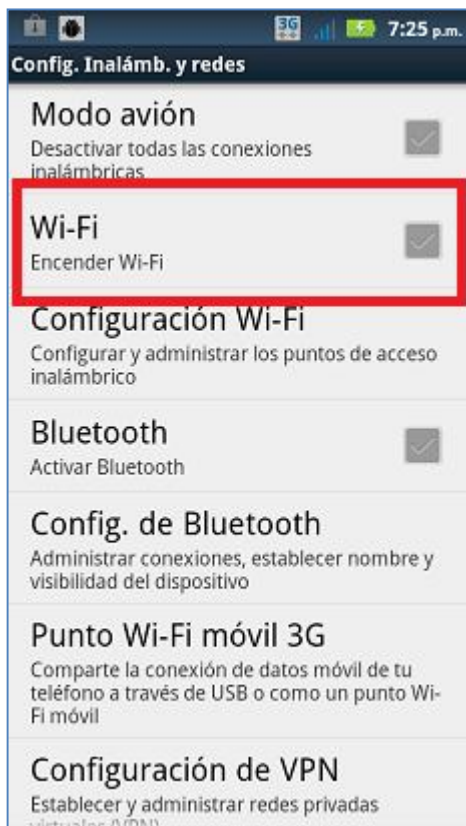 3G 7:25 p.m.
Config. Inalámb. y redes
Modo avión
Desactivar todas las conexiones
inalámbricas
Wi-Fi
Encender Wi-Fi
Configuración Wi-Fi
Configurar y administrar los puntos de acceso
inalámbrico
Bluetooth
Activar Bluetooth
Config. de Bluetooth
Administrar conexiones, establecer nombre y
visibilidad del dispositivo
Punto Wi-Fi móvil 3G
Comparte la conexión de datos móvil de tu
teléfono a través de USB o como un punto Wi-
Fi móvil
Configuración de VPN
Establecer y administrar redes privadas
virtuales (VPN)